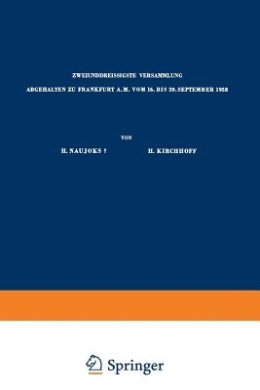 ZWEIUNDDREISSIGSTE VERSAMMLUNG
ABGEHALTEN ZU FRANKFURT A.M. VOM 16. BIS 20. SEPTEMBER 1958
VON
H. NAUJOKS † H. KIRCHHOFF
Springer